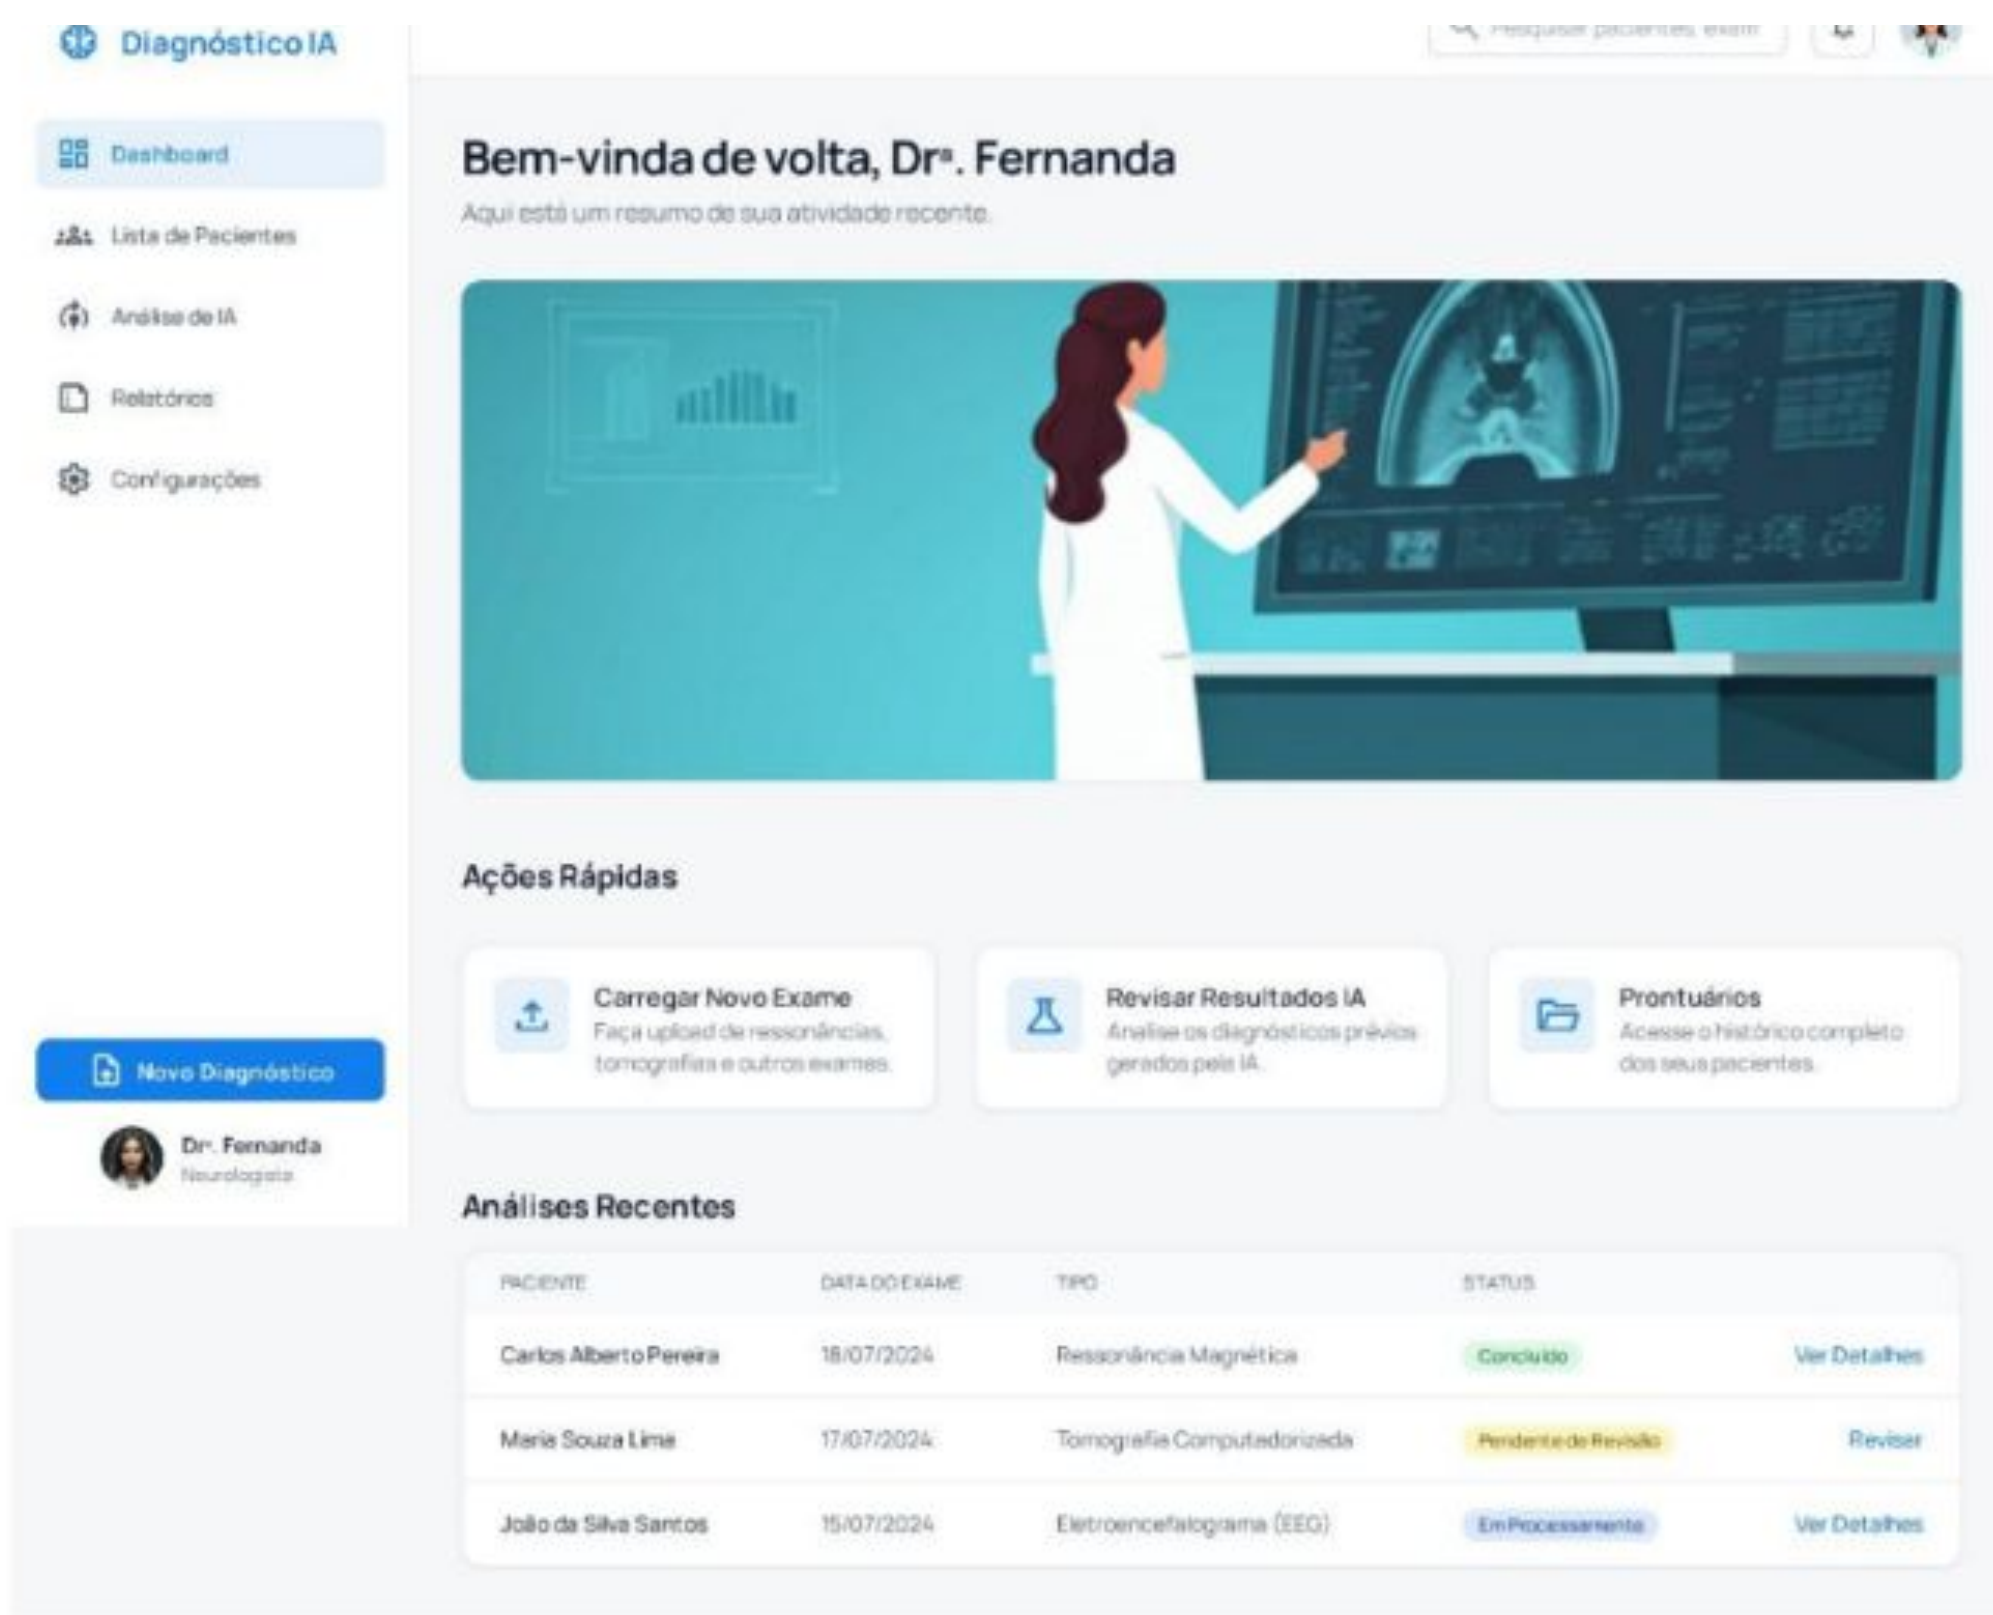 Diagnóstico IA
Pesquisar pacientes, exam
Dashboard
Lista de Pacientes
Análise de IA
Relatórios
Configurações
Novo Diagnóstico
Drª. Fernanda
Neurologista
Bem-vinda de volta, Drª. Fernanda
Aqui está um resumo de sua atividade recente.
Ações Rápidas
Carregar Novo Exame
Faça upload de ressonâncias,
tomografias e outros exames.
Revisar Resultados IA
Analise os diagnósticos prévios
gerados pela IA.
Prontuários
Acesse o histórico completo
dos seus pacientes.
Análises Recentes
PACIENTE DATA DO EXAME TIPO STATUS
Carlos Alberto Pereira 18/07/2024 Ressonância Magnética Concluído Ver Detalhes
Maria Souza Lima 17/07/2024 Tomografia Computadorizada Pendente de Revisão Revisar
João da Silva Santos 15/07/2024 Eletroencefalograma (EEG) Em Processamento Ver Detalhes